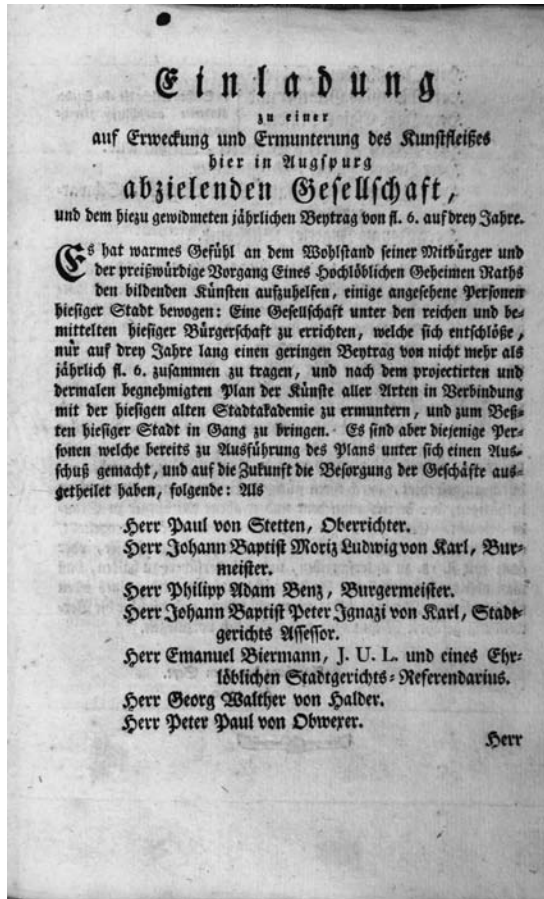 Einladung
zu einer
auf Erweckung und Ermunterung des Kunstfleißes
hier in Augspurg
abzielenden Gesellschaft,
und dem hiezu gewidmeten jährlichen Beytrag von fl. 6. auf drey Jahre.
Es hat warmes Gefühl an dem Wohlstand seiner Mitbürger und
der preißwürdige Vorgang Eines Hochlöblichen Geheimen Raths
den bildenden Künsten aufzuhelfen, einige angesehene Personen
hiesiger Stadt bewogen: Eine Gesellschaft unter den reichen und be-
mittelten hiesiger Bürgerschaft zu errichten, welche sich entschlöße,
nur auf drey Jahre lang einen geringen Beytrag von nicht mehr als
jährlich fl. 6. zusammen zu tragen, und nach dem projectirten und
dermalen begnehmigten Plan der Künste aller Arten in Verbindung
mit der hiesigen alten Stadtakademie zu ermuntern, und zum Beß-
ten hiesiger Stadt in Gang zu bringen. Es sind aber diejenige Per-
sonen welche bereits zu Ausführung des Plans unter sich einen Aus-
schuß gemacht, und auf die Zukunft die Besorgung der Geschäfte aus-
getheilet haben, folgende: Als
Herr Paul von Stetten, Oberrichter.
Herr Johann Baptist Moriz Ludwig von Karl, Bur-
meister.
Herr Philipp Adam Benz, Burgermeister.
Herr Johann Baptist Peter Ignazi von Karl, Stadt-
gerichts Assessor.
Herr Emanuel Biermann, J. U. L. und eines Ehr-
löblichen Stadtgerichts-Referendarius.
Herr Georg Walther von Halder.
Herr Peter Paul von Obwexer.
Herr